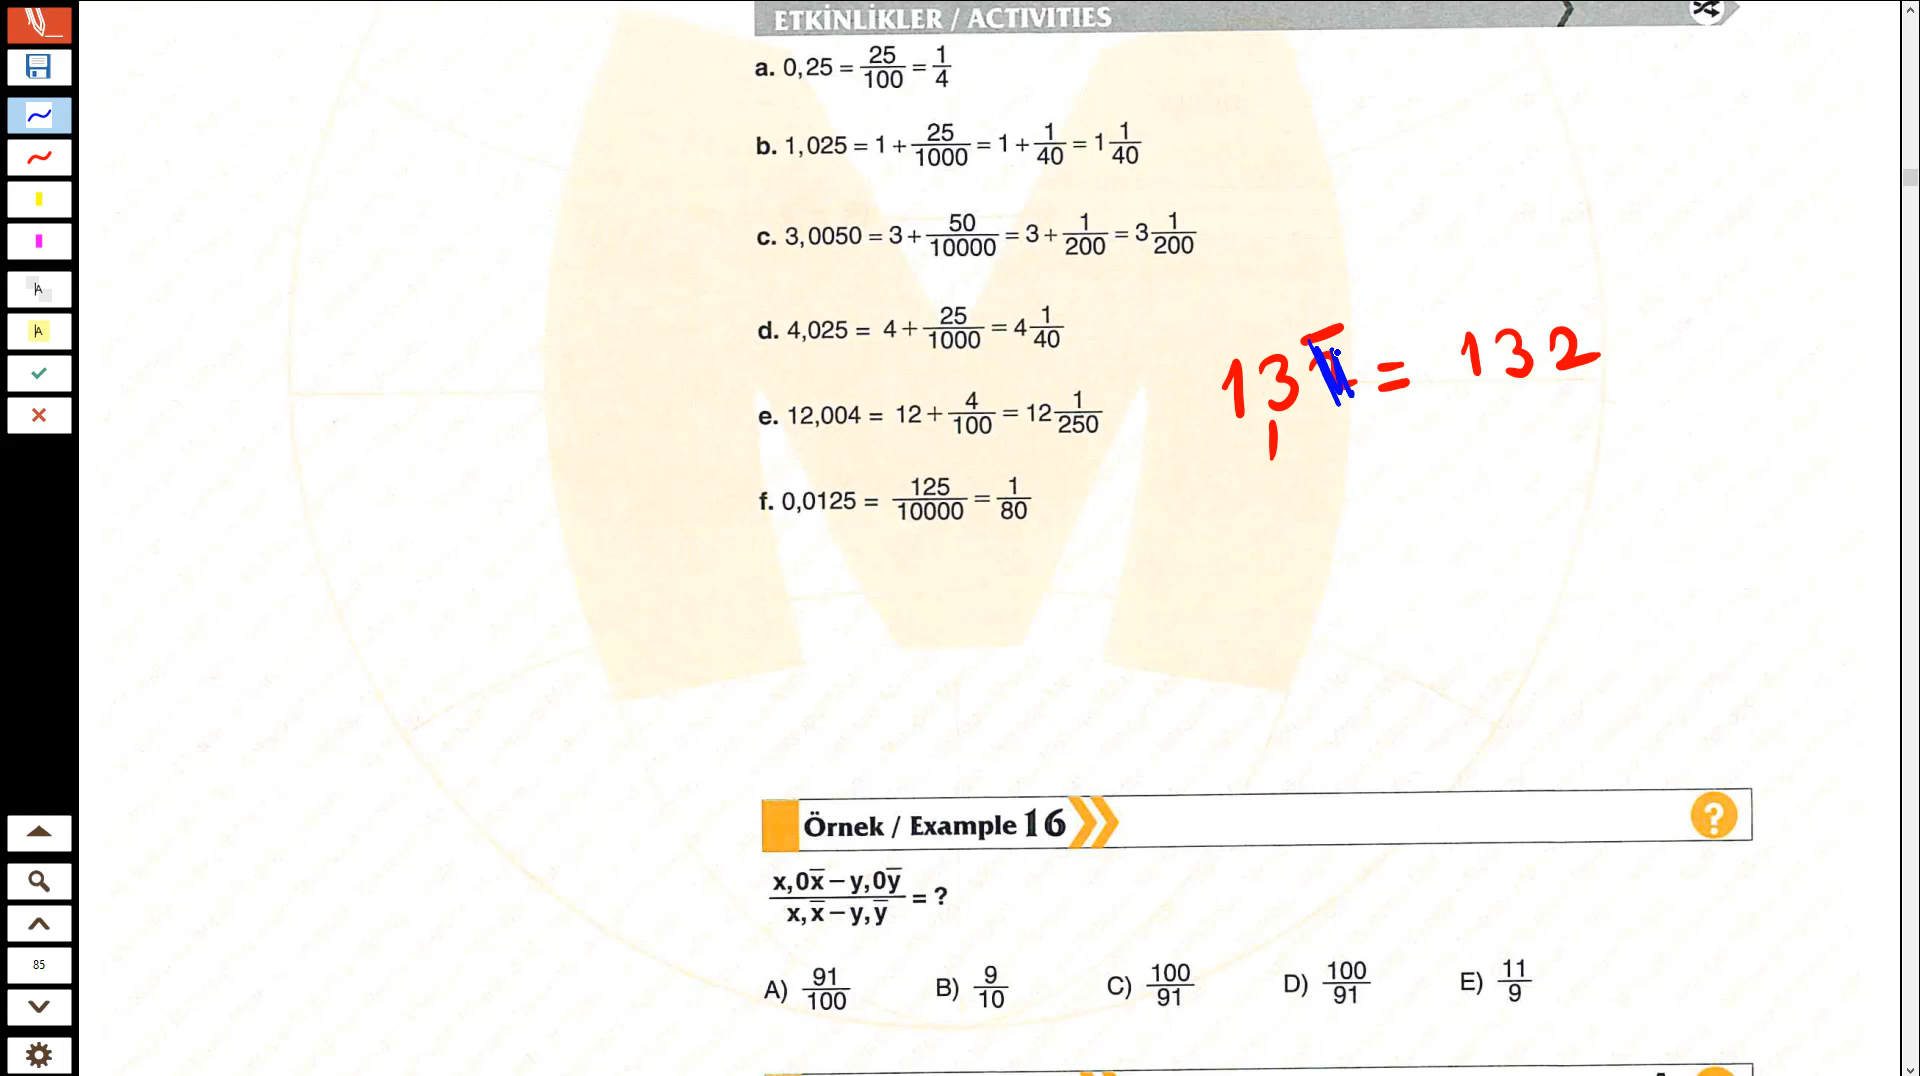 ETKİNLİKLER / ACTIVITIES
a. 0,25 = 25/100 = 1/4
b. 1,025 = 1 + 25/1000 = 1 + 1/40 = 1 1/40
c. 3,0050 = 3 + 50/10000 = 3 + 1/200 = 3 1/200
d. 4,025 = 4 + 25/1000 = 4 1/40
e. 12,004 = 12 + 4/100 = 12 1/250
f. 0,0125 = 125/10000 = 1/80
13 = 132
1
Örnek / Example 16
?
x,0x̅ − y,0y̅ / x,x̅ − y,y̅ = ?
A) 91/100 B) 9/10 C) 100/91 D) 100/91 E) 11/9
A
A
85